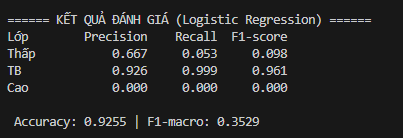 ====== KẾT QUẢ ĐÁNH GIÁ (Logistic Regression) ======
Lớp Precision Recall F1-score
Thấp 0.667 0.053 0.098
TB 0.926 0.999 0.961
Cao 0.000 0.000 0.000
Accuracy: 0.9255 | F1-macro: 0.3529